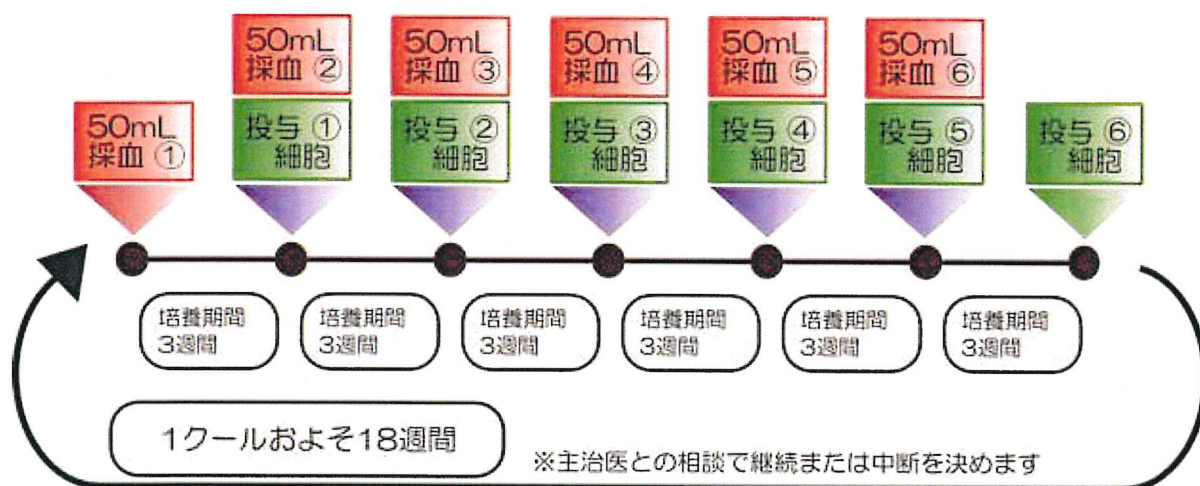 50mL
採血 ①
50mL
採血 ②
投与 ①
細胞
50mL
採血 ③
投与 ②
細胞
50mL
採血 ④
投与 ③
細胞
50mL
採血 ⑤
投与 ④
細胞
50mL
採血 ⑥
投与 ⑤
細胞
投与 ⑥
細胞
培養期間
3週間
培養期間
3週間
培養期間
3週間
培養期間
3週間
培養期間
3週間
培養期間
3週間
1クールおよそ18週間
※主治医との相談で継続または中断を決めます